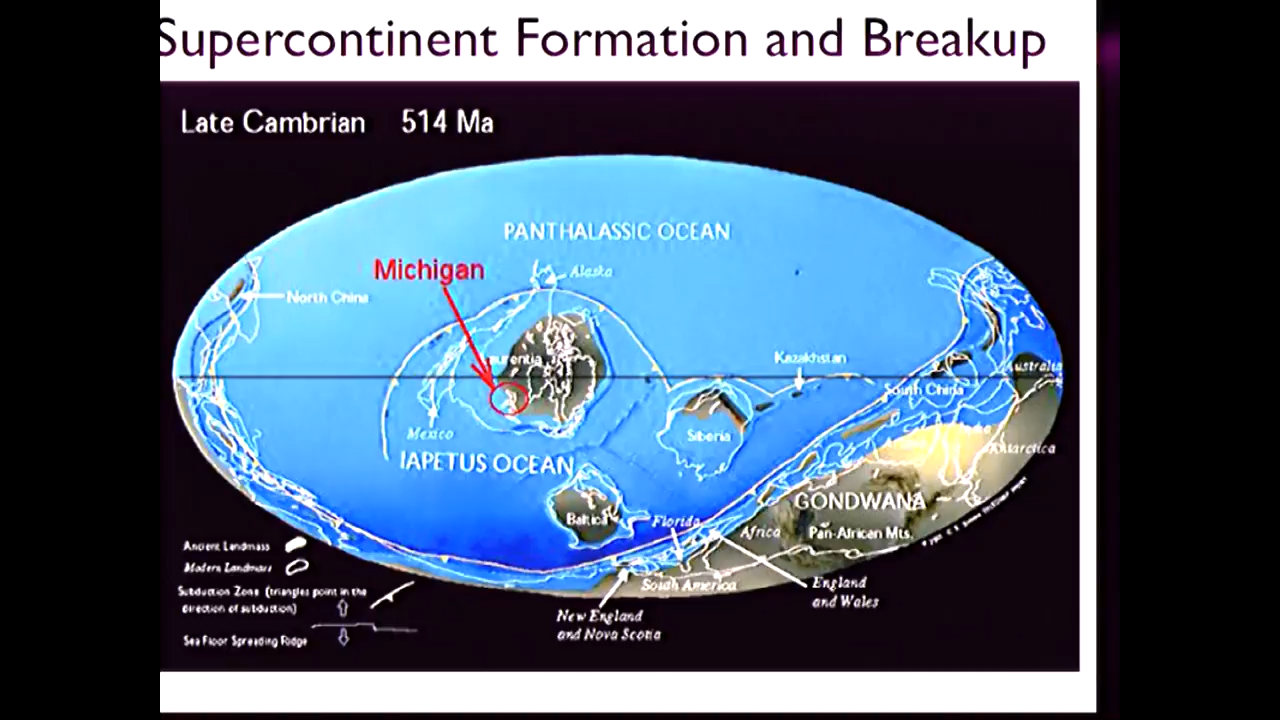 Supercontinent Formation and Breakup
Late Cambrian 514 Ma
PANTHALASSIC OCEAN
Michigan
Alaska
North China
Laurentia
Kazakhstan
Australia
South China
Mexico
Siberia
Antarctica
IAPETUS OCEAN
GONDWANA
Baltica
Florida
Africa
Pan-African Mts.
South America
England
and Wales
New England
and Nova Scotia
Ancient Landmass
Modern Landmass
Subduction Zone (triangles point in the
direction of subduction)
Sea Floor Spreading Ridge